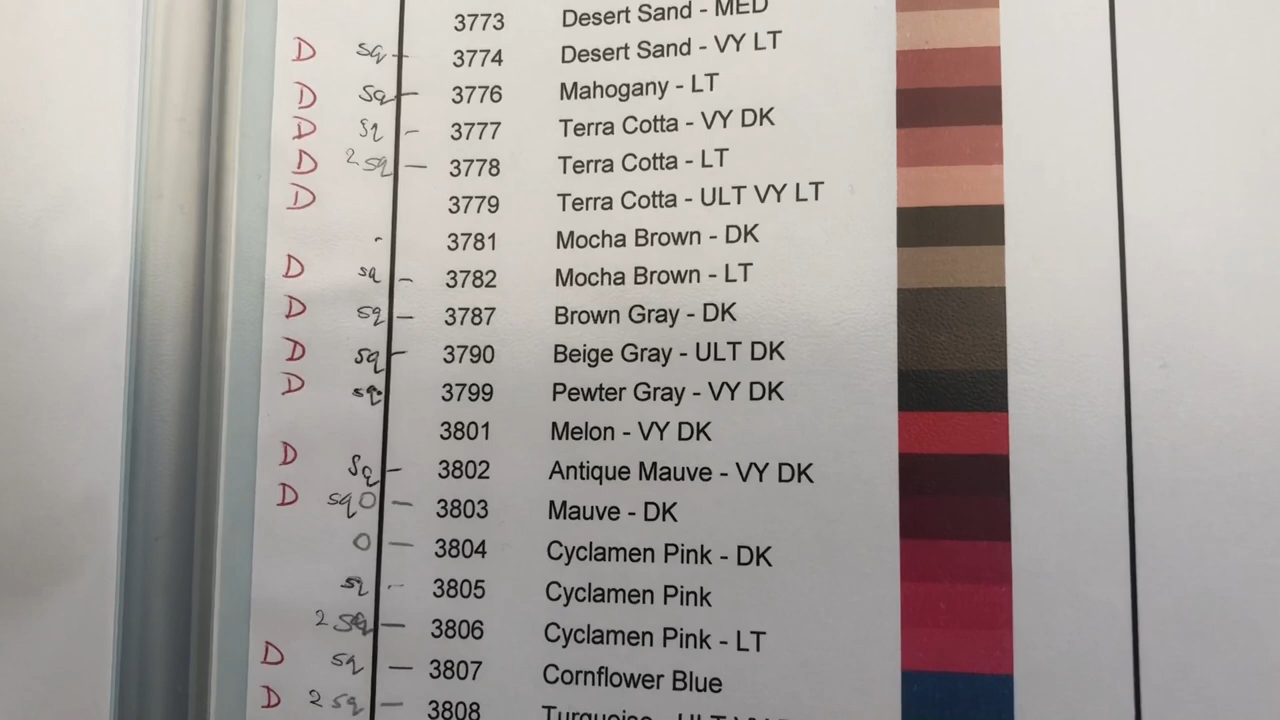 3773 Desert Sand - MED
D sq - 3774 Desert Sand - VY LT
D sq - 3776 Mahogany - LT
D sq - 3777 Terra Cotta - VY DK
D 2 sq - 3778 Terra Cotta - LT
D 3779 Terra Cotta - ULT VY LT
3781 Mocha Brown - DK
D sq - 3782 Mocha Brown - LT
D sq - 3787 Brown Gray - DK
D sq - 3790 Beige Gray - ULT DK
D sq 3799 Pewter Gray - VY DK
3801 Melon - VY DK
D sq - 3802 Antique Mauve - VY DK
D sq O - 3803 Mauve - DK
O - 3804 Cyclamen Pink - DK
sq - 3805 Cyclamen Pink
2 sq - 3806 Cyclamen Pink - LT
D sq - 3807 Cornflower Blue
D 2 sq - 3808 Turquoise - ULT